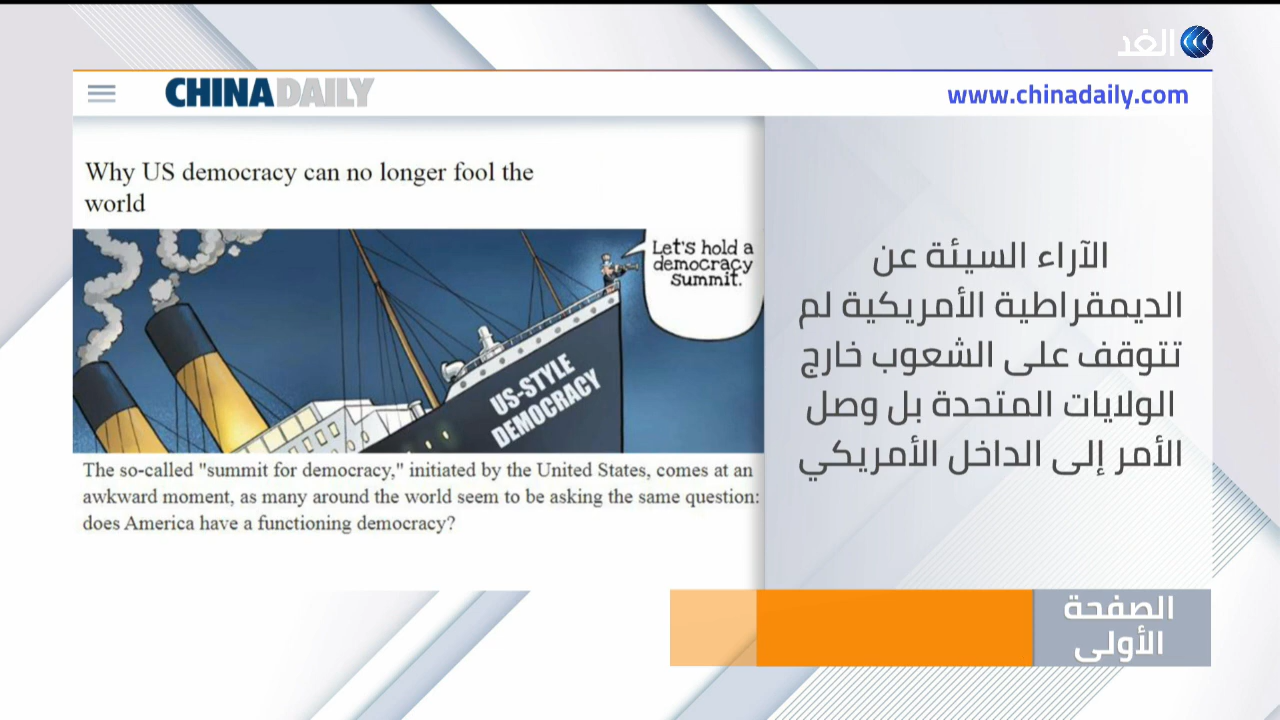 الغد
CHINADAILY
www.chinadaily.com
Why US democracy can no longer fool the
world
Let's hold a
democracy
summit.
US-STYLE
DEMOCRACY
The so-called "summit for democracy," initiated by the United States, comes at an
awkward moment, as many around the world seem to be asking the same question:
does America have a functioning democracy?
الآراء السيئة عن
الديمقراطية الأمريكية لم
تتوقف على الشعوب خارج
الولايات المتحدة بل وصل
الأمر إلى الداخل الأمريكي
الصفحة
الأولى